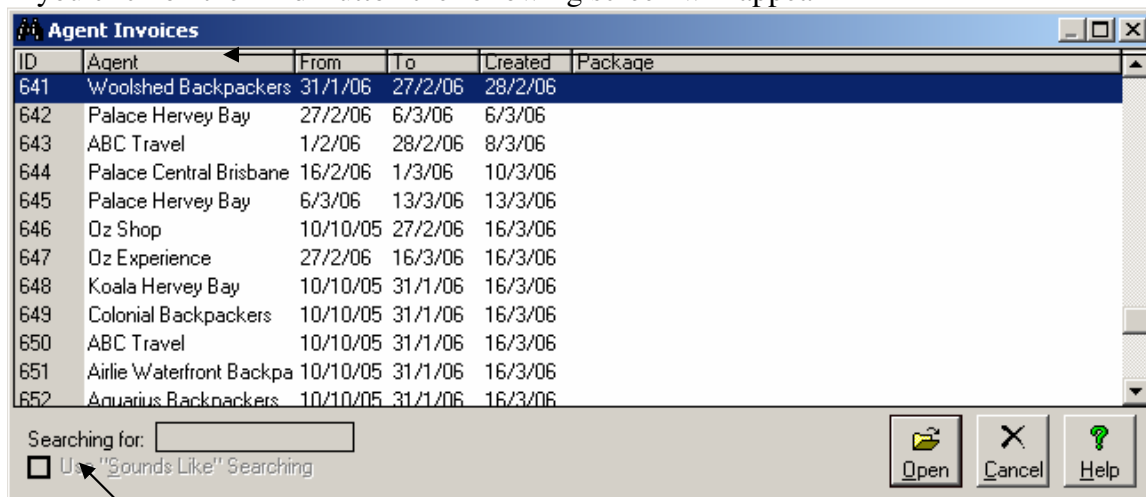 Agent Invoices
ID Agent From To Created Package
641 Woolshed Backpackers 31/1/06 27/2/06 28/2/06
642 Palace Hervey Bay 27/2/06 6/3/06 6/3/06
643 ABC Travel 1/2/06 28/2/06 8/3/06
644 Palace Central Brisbane 16/2/06 1/3/06 10/3/06
645 Palace Hervey Bay 6/3/06 13/3/06 13/3/06
646 Oz Shop 10/10/05 27/2/06 16/3/06
647 Oz Experience 27/2/06 16/3/06 16/3/06
648 Koala Hervey Bay 10/10/05 31/1/06 16/3/06
649 Colonial Backpackers 10/10/05 31/1/06 16/3/06
650 ABC Travel 10/10/05 31/1/06 16/3/06
651 Airlie Waterfront Backpa 10/10/05 31/1/06 16/3/06
652 Aquarius Backpackers 10/10/05 31/1/06 16/3/06
Searching for:
Use "Sounds Like" Searching
Open Cancel Help